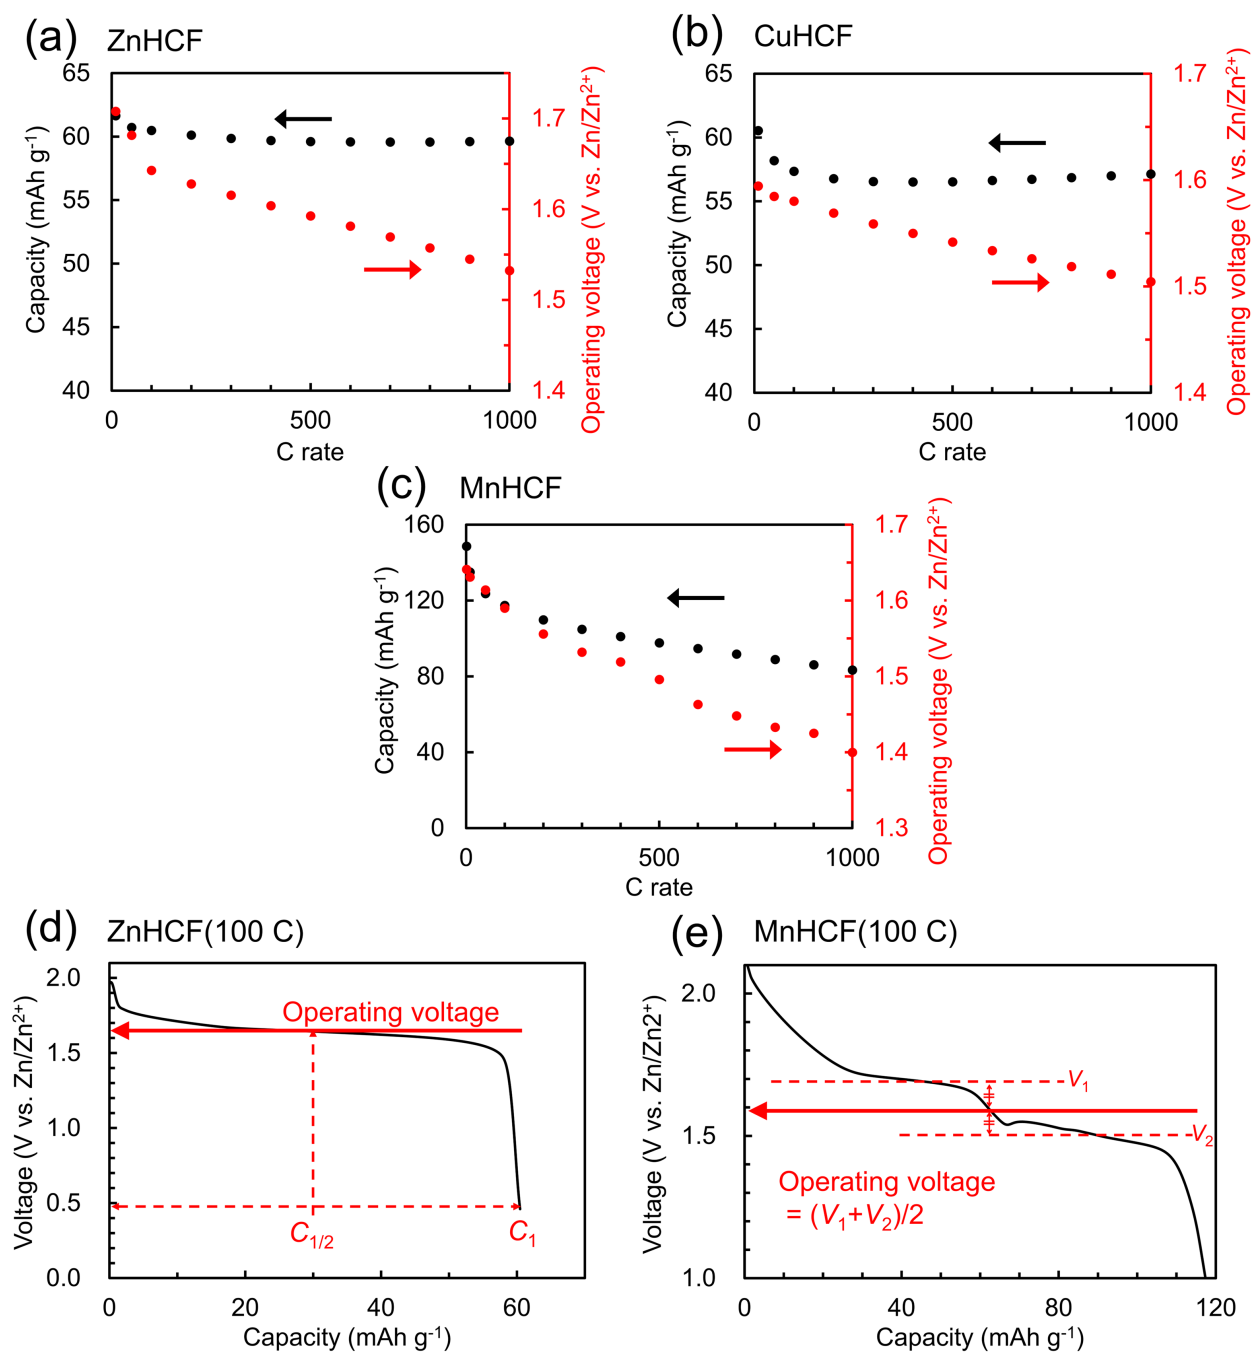 (a) ZnHCF
65
60
55
50
45
40
Capacity (mAh g-1)
1.7
1.6
1.5
1.4
Operating voltage (V vs. Zn/Zn2+)
0 500 1000
C rate
(b) CuHCF
65
60
55
50
45
40
Capacity (mAh g-1)
1.7
1.6
1.5
1.4
Operating voltage (V vs. Zn/Zn2+)
0 500 1000
C rate
(c) MnHCF
160
120
80
40
0
Capacity (mAh g-1)
1.7
1.6
1.5
1.4
1.3
Operating voltage (V vs. Zn/Zn2+)
0 500 1000
C rate
(d) ZnHCF(100 C)
2.0
1.5
1.0
0.5
0.0
Voltage (V vs. Zn/Zn2+)
Operating voltage
C1/2
C1
0 20 40 60
Capacity (mAh g-1)
(e) MnHCF(100 C)
2.0
1.5
1.0
Voltage (V vs. Zn/Zn2+)
V1
V2
Operating voltage
= (V1+V2)/2
0 40 80 120
Capacity (mAh g-1)